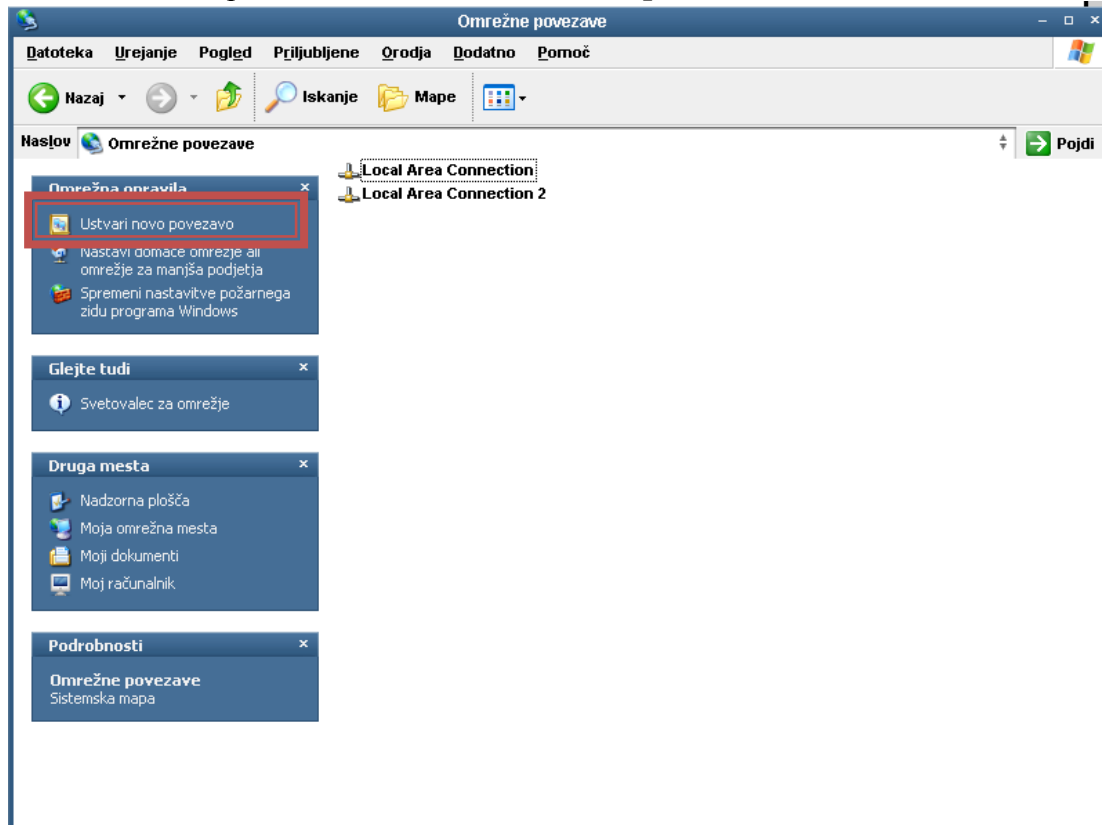 Omrežne povezave
Datoteka Urejanje Pogled Priljubljene Orodja Dodatno Pomoč
Nazaj Iskanje Mape
Naslov Omrežne povezave Pojdi
Local Area Connection
Local Area Connection 2
Omrežna opravila
Ustvari novo povezavo
Nastavi domače omrežje ali
omrežje za manjša podjetja
Spremeni nastavitve požarnega
zidu programa Windows
Glejte tudi
Svetovalec za omrežje
Druga mesta
Nadzorna plošča
Moja omrežna mesta
Moji dokumenti
Moj računalnik
Podrobnosti
Omrežne povezave
Sistemska mapa